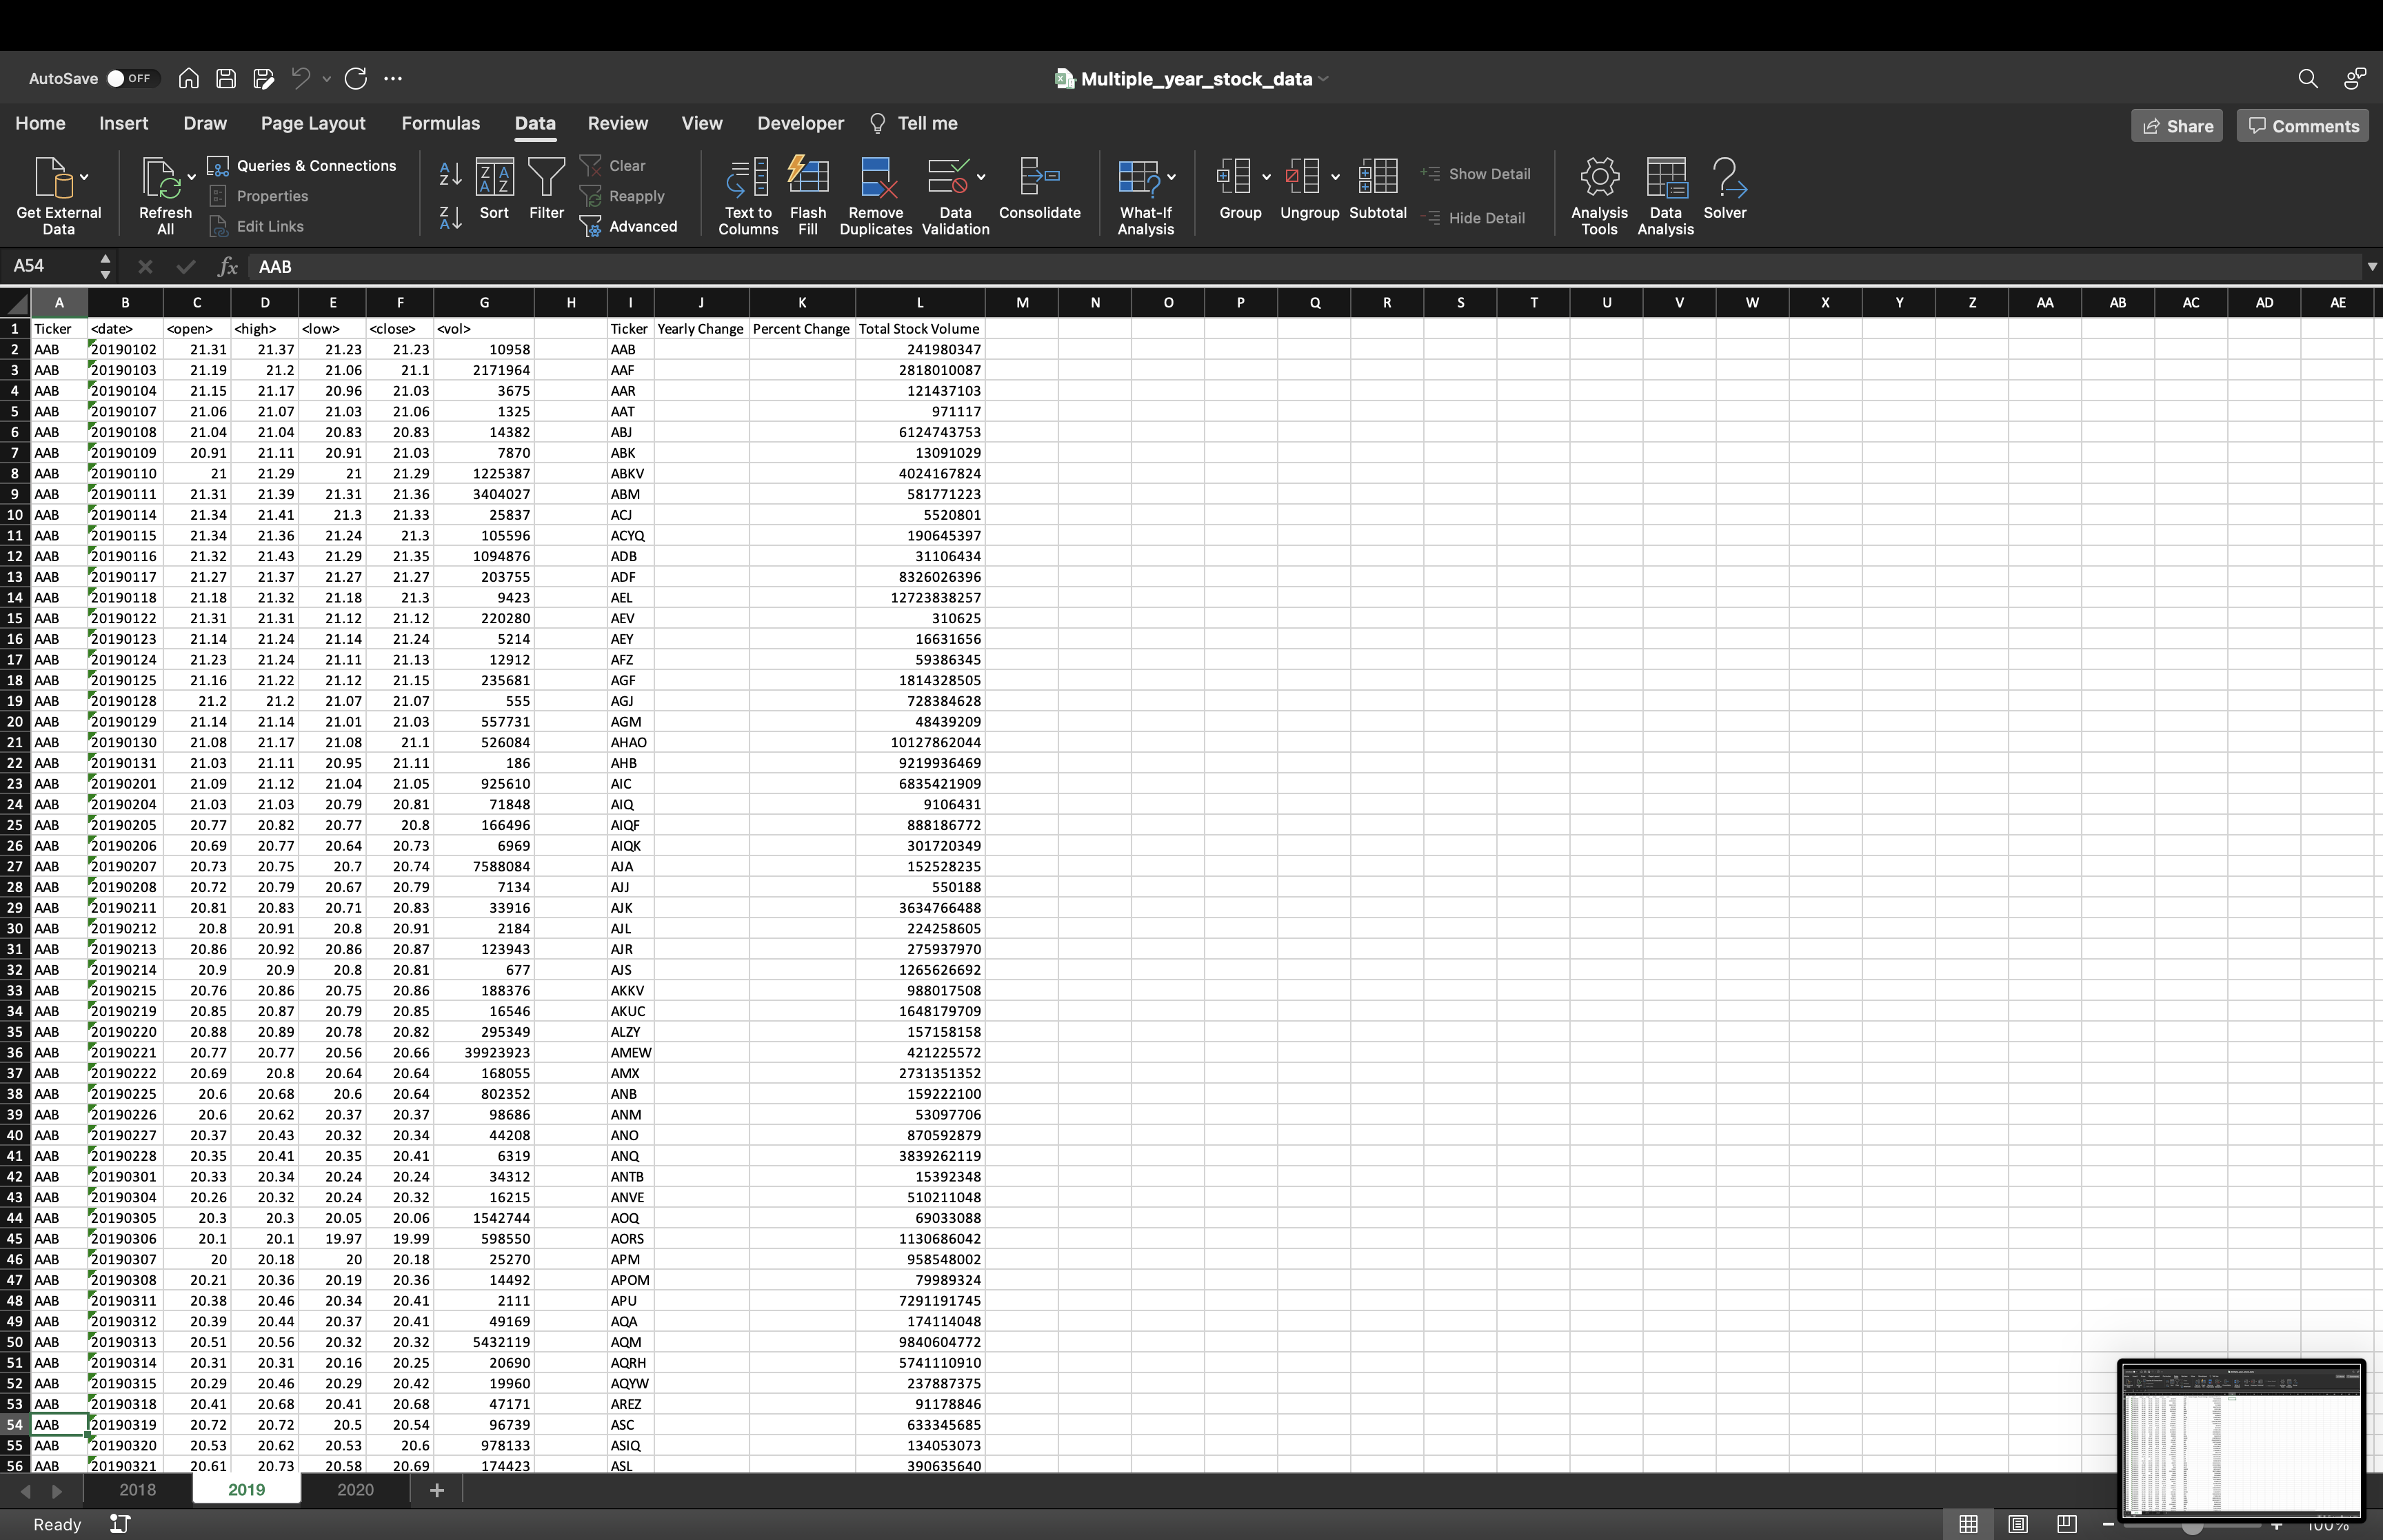 AutoSave OFF Multiple_year_stock_data
Home Insert Draw Page Layout Formulas Data Review View Developer Tell me Share Comments
Get External Data Refresh All Queries & Connections Properties Edit Links Sort Filter Clear Reapply Advanced Text to Columns Flash Fill Remove Duplicates Data Validation Consolidate What-If Analysis Group Ungroup Subtotal Show Detail Hide Detail Analysis Tools Data Analysis Solver
A54 fx AAB
A B C D E F G H I J K L M N O P Q R S T U V W X Y Z AA AB AC AD AE
1 Ticker <date> <open> <high> <low> <close> <vol> Ticker Yearly Change Percent Change Total Stock Volume
2 AAB 20190102 21.31 21.37 21.23 21.23 10958 AAB 241980347
3 AAB 20190103 21.19 21.2 21.06 21.1 2171964 AAF 2818010087
4 AAB 20190104 21.15 21.17 20.96 21.03 3675 AAR 121437103
5 AAB 20190107 21.06 21.07 21.03 21.06 1325 AAT 971117
6 AAB 20190108 21.04 21.04 20.83 20.83 14382 ABJ 6124743753
7 AAB 20190109 20.91 21.11 20.91 21.03 7870 ABK 13091029
8 AAB 20190110 21 21.29 21 21.29 1225387 ABKV 4024167824
9 AAB 20190111 21.31 21.39 21.31 21.36 3404027 ABM 581771223
10 AAB 20190114 21.34 21.41 21.3 21.33 25837 ACJ 5520801
11 AAB 20190115 21.34 21.36 21.24 21.3 105596 ACYQ 190645397
12 AAB 20190116 21.32 21.43 21.29 21.35 1094876 ADB 31106434
13 AAB 20190117 21.27 21.37 21.27 21.27 203755 ADF 8326026396
14 AAB 20190118 21.18 21.32 21.18 21.3 9423 AEL 12723838257
15 AAB 20190122 21.31 21.31 21.12 21.12 220280 AEV 310625
16 AAB 20190123 21.14 21.24 21.14 21.24 5214 AEY 16631656
17 AAB 20190124 21.23 21.24 21.11 21.13 12912 AFZ 59386345
18 AAB 20190125 21.16 21.22 21.12 21.15 235681 AGF 1814328505
19 AAB 20190128 21.2 21.2 21.07 21.07 555 AGJ 728384628
20 AAB 20190129 21.14 21.14 21.01 21.03 557731 AGM 48439209
21 AAB 20190130 21.08 21.17 21.08 21.1 526084 AHAO 10127862044
22 AAB 20190131 21.03 21.11 20.95 21.11 186 AHB 9219936469
23 AAB 20190201 21.09 21.12 21.04 21.05 925610 AIC 6835421909
24 AAB 20190204 21.03 21.03 20.79 20.81 71848 AIQ 9106431
25 AAB 20190205 20.77 20.82 20.77 20.8 166496 AIQF 888186772
26 AAB 20190206 20.69 20.77 20.64 20.73 6969 AIQK 301720349
27 AAB 20190207 20.73 20.75 20.7 20.74 7588084 AJA 152528235
28 AAB 20190208 20.72 20.79 20.67 20.79 7134 AJJ 550188
29 AAB 20190211 20.81 20.83 20.71 20.83 33916 AJK 3634766488
30 AAB 20190212 20.8 20.91 20.8 20.91 2184 AJL 224258605
31 AAB 20190213 20.86 20.92 20.86 20.87 123943 AJR 275937970
32 AAB 20190214 20.9 20.9 20.8 20.81 677 AJS 1265626692
33 AAB 20190215 20.76 20.86 20.75 20.86 188376 AKKV 988017508
34 AAB 20190219 20.85 20.87 20.79 20.85 16546 AKUC 1648179709
35 AAB 20190220 20.88 20.89 20.78 20.82 295349 ALZY 157158158
36 AAB 20190221 20.77 20.77 20.56 20.66 39923923 AMEW 421225572
37 AAB 20190222 20.69 20.8 20.64 20.64 168055 AMX 2731351352
38 AAB 20190225 20.6 20.68 20.6 20.64 802352 ANB 159222100
39 AAB 20190226 20.6 20.62 20.37 20.37 98686 ANM 53097706
40 AAB 20190227 20.37 20.43 20.32 20.34 44208 ANO 870592879
41 AAB 20190228 20.35 20.41 20.35 20.41 6319 ANQ 3839262119
42 AAB 20190301 20.33 20.34 20.24 20.24 34312 ANTB 15392348
43 AAB 20190304 20.26 20.32 20.24 20.32 16215 ANVE 510211048
44 AAB 20190305 20.3 20.3 20.05 20.06 1542744 AOQ 69033088
45 AAB 20190306 20.1 20.1 19.97 19.99 598550 AORS 1130686042
46 AAB 20190307 20 20.18 20 20.18 25270 APM 958548002
47 AAB 20190308 20.21 20.36 20.19 20.36 14492 APOM 79989324
48 AAB 20190311 20.38 20.46 20.34 20.41 2111 APU 7291191745
49 AAB 20190312 20.39 20.44 20.37 20.41 49169 AQA 174114048
50 AAB 20190313 20.51 20.56 20.32 20.32 5432119 AQM 9840604772
51 AAB 20190314 20.31 20.31 20.16 20.25 20690 AQRH 5741110910
52 AAB 20190315 20.29 20.46 20.29 20.42 19960 AQYW 237887375
53 AAB 20190318 20.41 20.68 20.41 20.68 47171 AREZ 91178846
54 AAB 20190319 20.72 20.72 20.5 20.54 96739 ASC 633345685
55 AAB 20190320 20.53 20.62 20.53 20.6 978133 ASIQ 134053073
56 AAB 20190321 20.61 20.73 20.58 20.69 174423 ASL 390635640
2018 2019 2020 +
Ready 100%